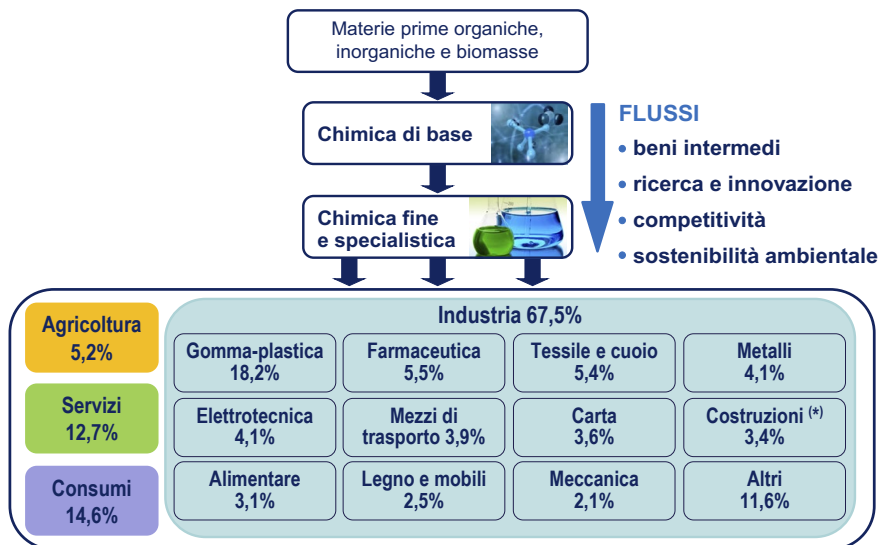 Materie prime organiche,
inorganiche e biomasse
Chimica di base
Chimica fine
e specialistica
FLUSSI
• beni intermedi
• ricerca e innovazione
• competitività
• sostenibilità ambientale
Agricoltura
5,2%
Servizi
12,7%
Consumi
14,6%
Industria 67,5%
Gomma-plastica
18,2%
Farmaceutica
5,5%
Tessile e cuoio
5,4%
Metalli
4,1%
Elettrotecnica
4,1%
Mezzi di
trasporto 3,9%
Carta
3,6%
Costruzioni (*)
3,4%
Alimentare
3,1%
Legno e mobili
2,5%
Meccanica
2,1%
Altri
11,6%